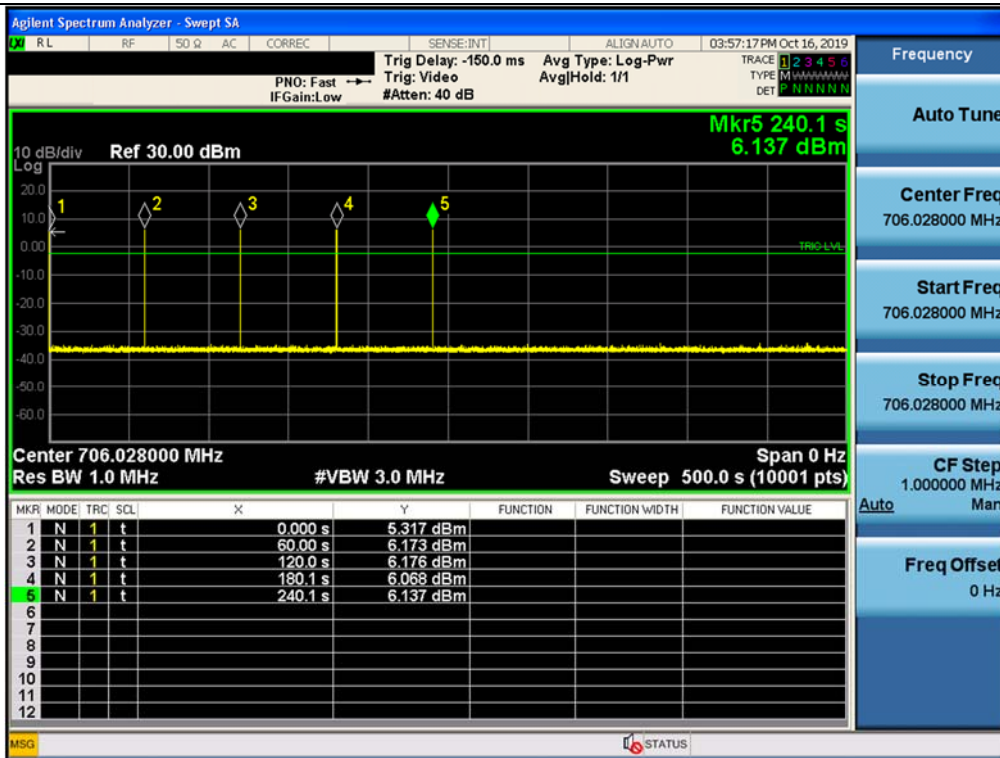 Agilent Spectrum Analyzer - Swept SA
LXI RL RF 50 Ω AC CORREC SENSE:INT ALIGN AUTO 03:57:17 PM Oct 16, 2019
PNO: Fast
IFGain:Low
Trig Delay: -150.0 ms
Trig: Video
#Atten: 40 dB
Avg Type: Log-Pwr
Avg|Hold: 1/1
TRACE 1 2 3 4 5 6
TYPE M WWWWW
DET P N N N N N
Mkr5 240.1 s
6.137 dBm
10 dB/div
Log
Ref 30.00 dBm
20.0
10.0
0.00
-10.0
-20.0
-30.0
-40.0
-50.0
-60.0
1
2
3
4
5
TRIG LVL
Center 706.028000 MHz
Span 0 Hz
Res BW 1.0 MHz
#VBW 3.0 MHz
Sweep 500.0 s (10001 pts)
MKR MODE TRC SCL X Y FUNCTION FUNCTION WIDTH FUNCTION VALUE
1 N 1 t 0.000 s 5.317 dBm
2 N 1 t 60.00 s 6.173 dBm
3 N 1 t 120.0 s 6.176 dBm
4 N 1 t 180.1 s 6.068 dBm
5 N 1 t 240.1 s 6.137 dBm
6
7
8
9
10
11
12
MSG
STATUS
Frequency
Auto Tune
Center Freq
706.028000 MHz
Start Freq
706.028000 MHz
Stop Freq
706.028000 MHz
CF Step
1.000000 MHz
Auto Man
Freq Offset
0 Hz